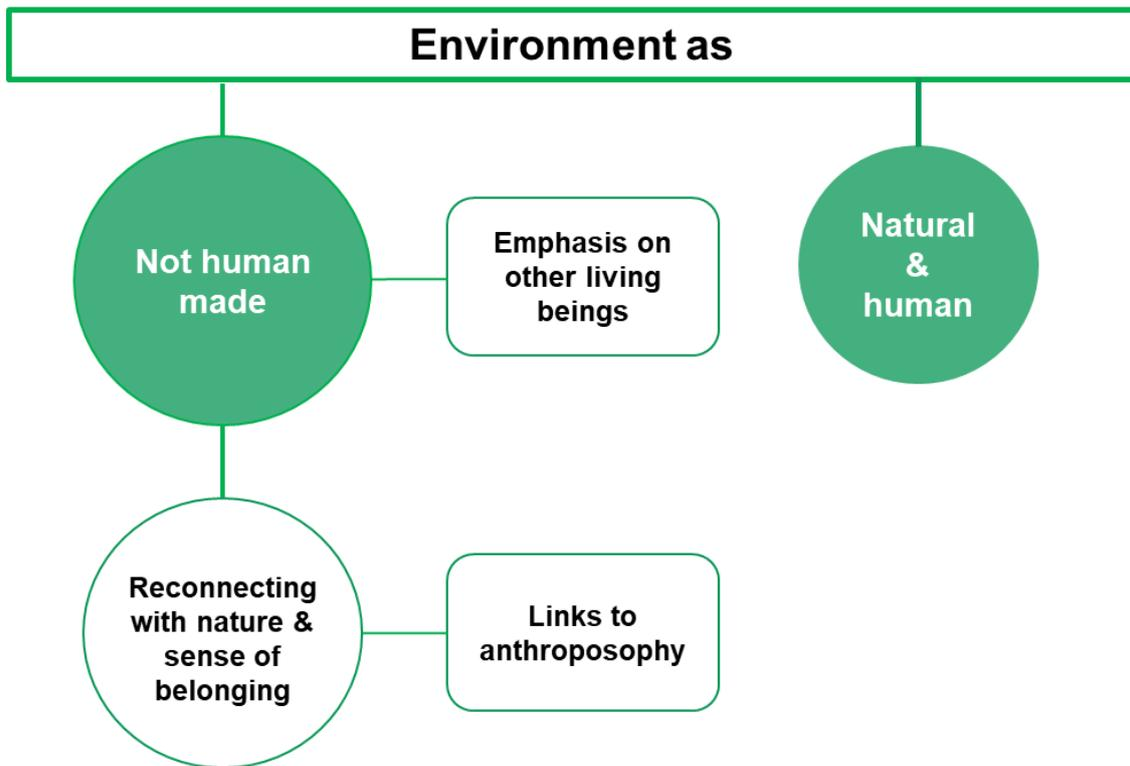 Environment as
Not human
made
Emphasis on
other living
beings
Natural
&
human
Reconnecting
with nature &
sense of
belonging
Links to
anthroposophy